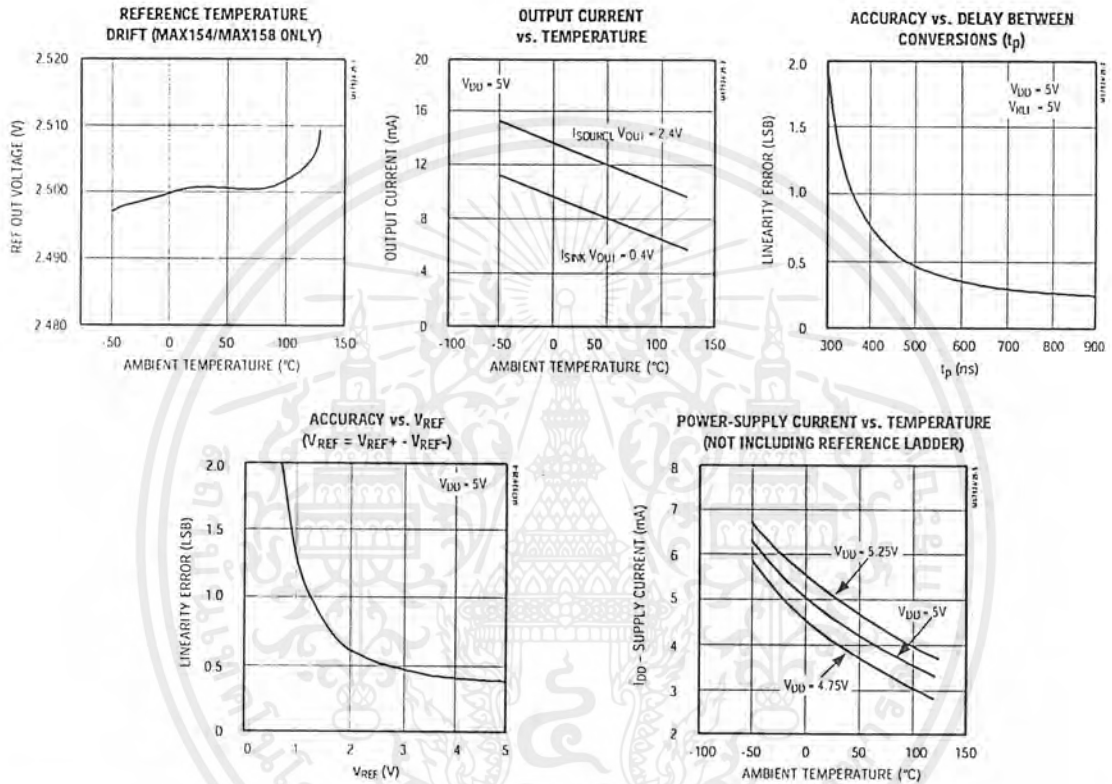 REFERENCE TEMPERATURE
DRIFT (MAX154/MAX158 ONLY)
2.520
2.510
2.500
2.490
2.480
REF OUT VOLTAGE (V)
-50
0
50
100
150
AMBIENT TEMPERATURE (°C)
OUTPUT CURRENT
vs. TEMPERATURE
20
16
12
8
4
0
OUTPUT CURRENT (mA)
VDD = 5V
ISOURCE VOUT = 2.4V
ISINK VOUT = 0.4V
-100
-50
0
50
100
150
AMBIENT TEMPERATURE (°C)
ACCURACY vs. DELAY BETWEEN
CONVERSIONS (tp)
2.0
1.5
1.0
0.5
0
LINEARITY ERROR (LSB)
VDD = 5V
VREF = 5V
300
400
500
600
700
800
900
tp (ns)
ACCURACY vs. VREF
(VREF = VREF+ - VREF-)
2.0
1.5
1.0
0.5
0
LINEARITY ERROR (LSB)
VDD = 5V
0
1
2
3
4
5
VREF (V)
POWER-SUPPLY CURRENT vs. TEMPERATURE
(NOT INCLUDING REFERENCE LADDER)
8
7
6
5
4
3
2
IDD - SUPPLY CURRENT (mA)
VDD = 5.25V
VDD = 5V
VDD = 4.75V
-100
-50
0
50
100
150
AMBIENT TEMPERATURE (°C)